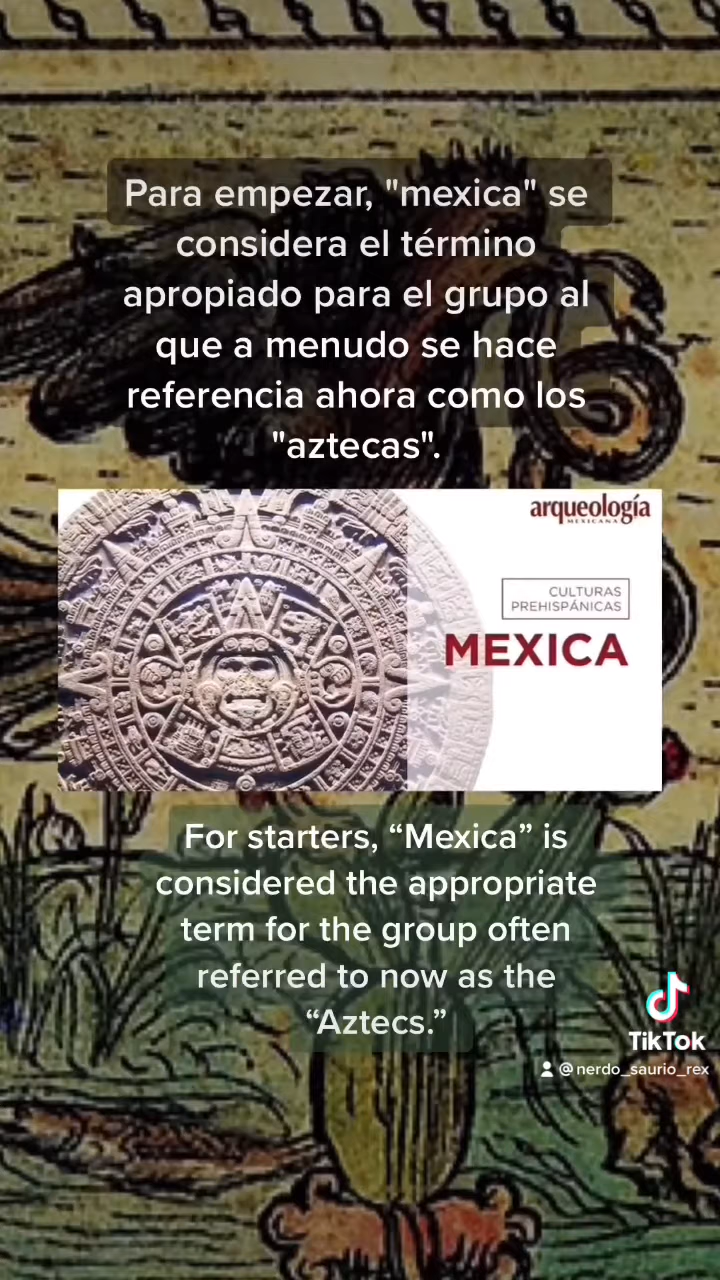 Para empezar, "mexica" se
considera el término
apropiado para el grupo al
que a menudo se hace
referencia ahora como los
"aztecas".
arqueología
MEXICANA
CULTURAS
PREHISPÁNICAS
MEXICA
For starters, “Mexica” is
considered the appropriate
term for the group often
referred to now as the
“Aztecs.”
TikTok
@nerdo_saurio_rex